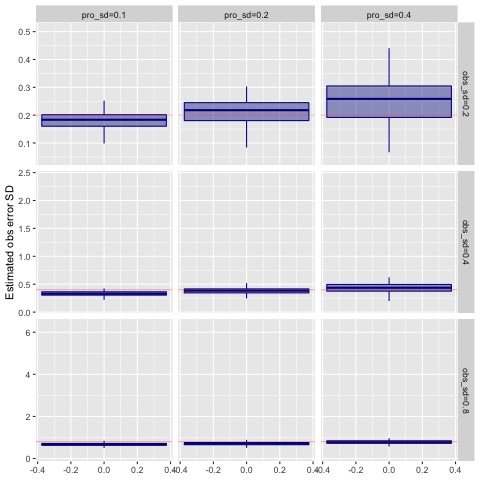 pro_sd=0.1 pro_sd=0.2 pro_sd=0.4
Estimated obs error SD
0.5
0.4
0.3
0.2
0.1
obs_sd=0.2
2.5
2.0
1.5
1.0
0.5
0.0
obs_sd=0.4
6
4
2
0
obs_sd=0.8
-0.4 -0.2 0.0 0.2 0.4 -0.4 -0.2 0.0 0.2 0.4 -0.4 -0.2 0.0 0.2 0.4